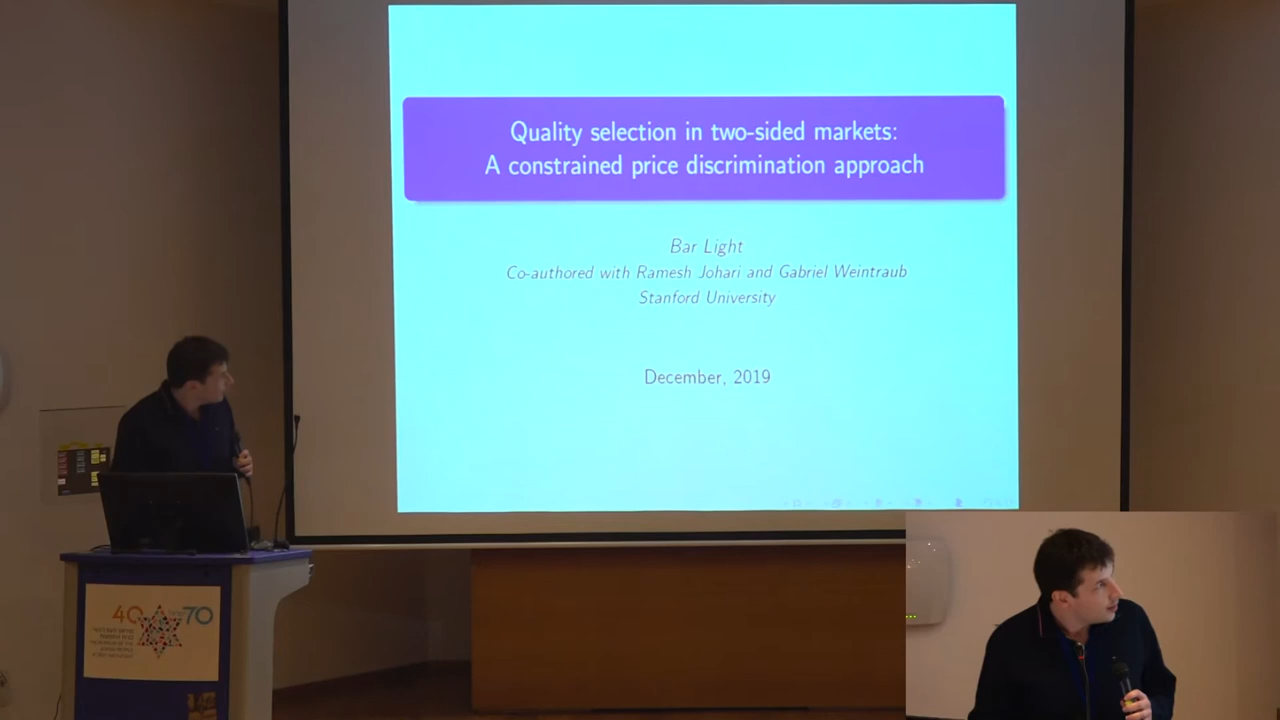 Quality selection in two-sided markets:
A constrained price discrimination approach
Bar Light
Co-authored with Ramesh Johari and Gabriel Weintraub
Stanford University
December, 2019
40
70